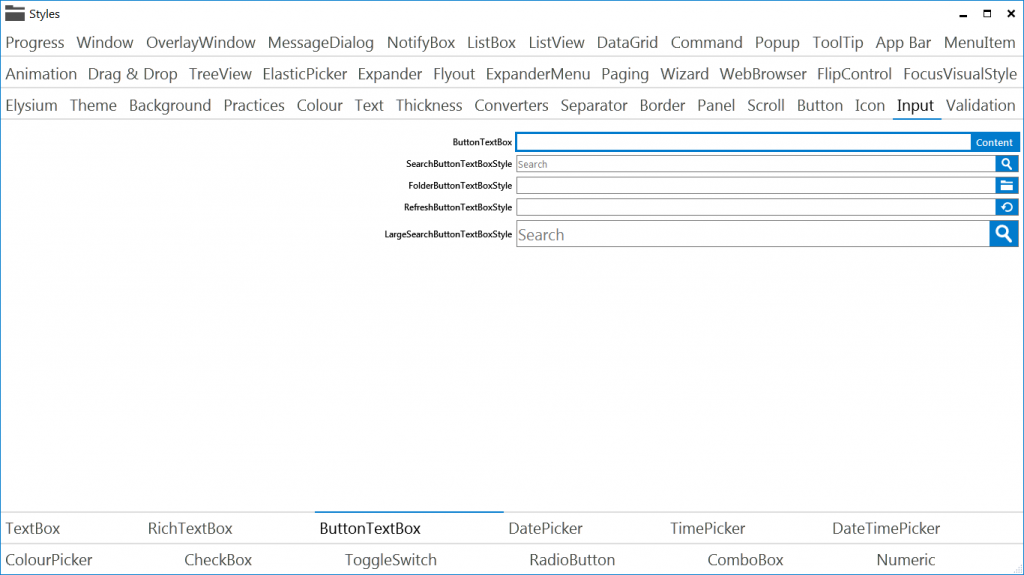 Styles
Progress Window OverlayWindow MessageDialog NotifyBox ListBox ListView DataGrid Command Popup ToolTip App Bar MenuItem
Animation Drag & Drop TreeView ElasticPicker Expander Flyout ExpanderMenu Paging Wizard WebBrowser FlipControl FocusVisualStyle
Elysium Theme Background Practices Colour Text Thickness Converters Separator Border Panel Scroll Button Icon Input Validation
ButtonTextBox Content
SearchButtonTextBoxStyle Search
FolderButtonTextBoxStyle
RefreshButtonTextBoxStyle
LargeSearchButtonTextBoxStyle Search
TextBox RichTextBox ButtonTextBox DatePicker TimePicker DateTimePicker
ColourPicker CheckBox ToggleSwitch RadioButton ComboBox Numeric